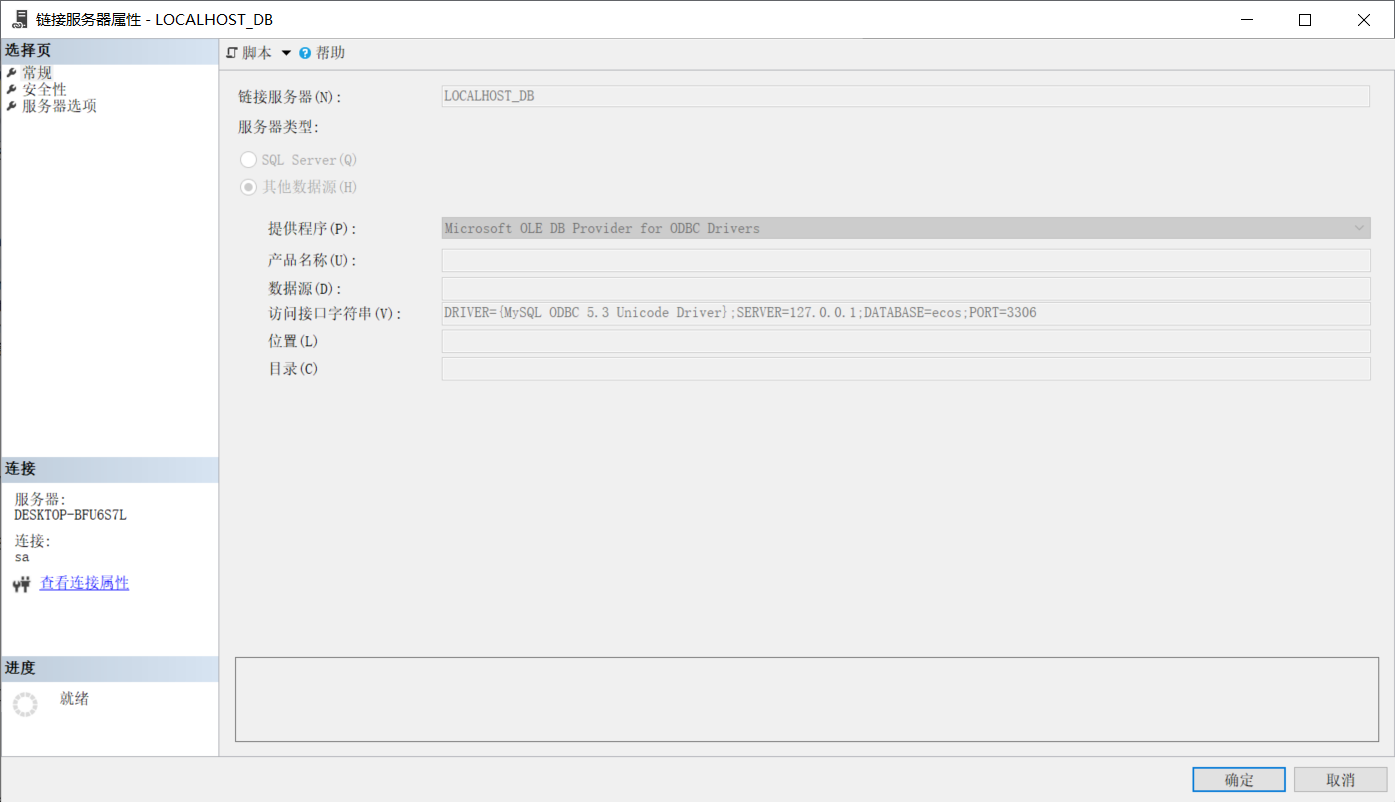 链接服务器属性 - LOCALHOST_DB
选择页
常规
安全性
服务器选项
脚本 帮助
链接服务器(N): LOCALHOST_DB
服务器类型:
SQL Server(Q)
其他数据源(H)
提供程序(P): Microsoft OLE DB Provider for ODBC Drivers
产品名称(U):
数据源(D):
访问接口字符串(V): DRIVER={MySQL ODBC 5.3 Unicode Driver};SERVER=127.0.0.1;DATABASE=ecos;PORT=3306
位置(L)
目录(C)
连接
服务器:
DESKTOP-BFU6S7L
连接:
sa
查看连接属性
进度
就绪
确定 取消